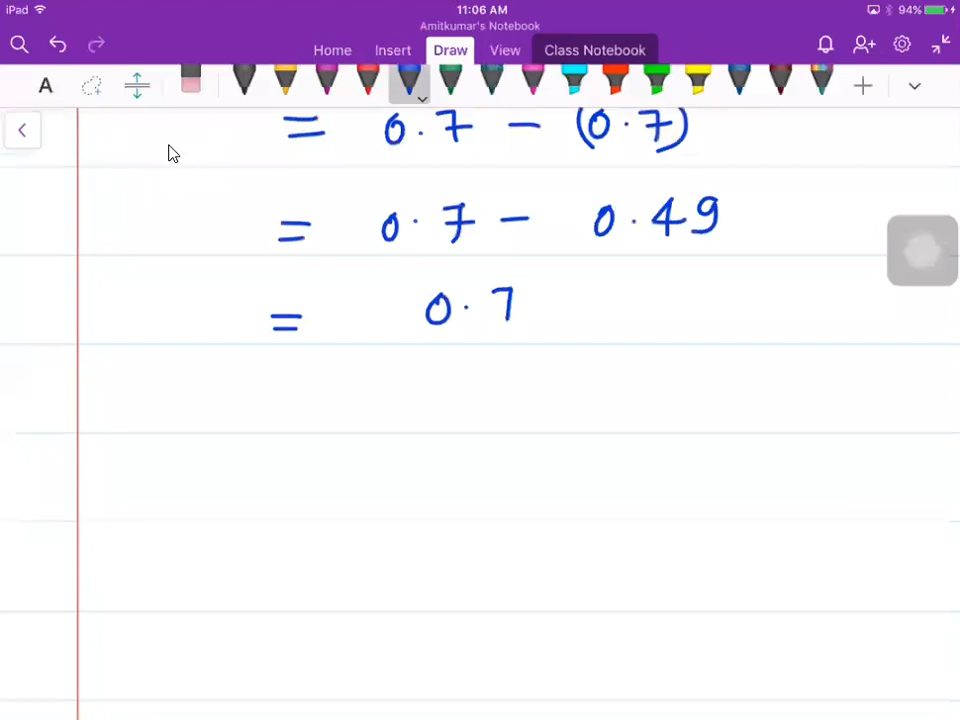 iPad 11:06 AM 94%
Amitkumar's Notebook
Home Insert Draw View Class Notebook
A
= 0.7 - (0.7)
= 0.7 - 0.49
= 0.7